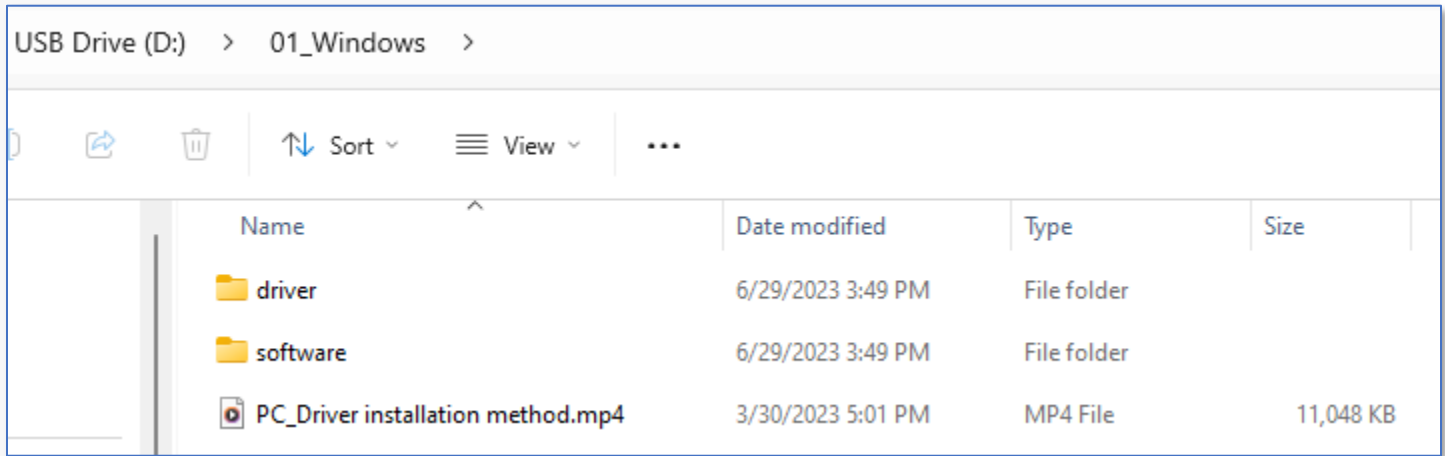 USB Drive (D:) > 01_Windows >
Sort View ...
Name Date modified Type Size
driver 6/29/2023 3:49 PM File folder
software 6/29/2023 3:49 PM File folder
PC_Driver installation method.mp4 3/30/2023 5:01 PM MP4 File 11,048 KB